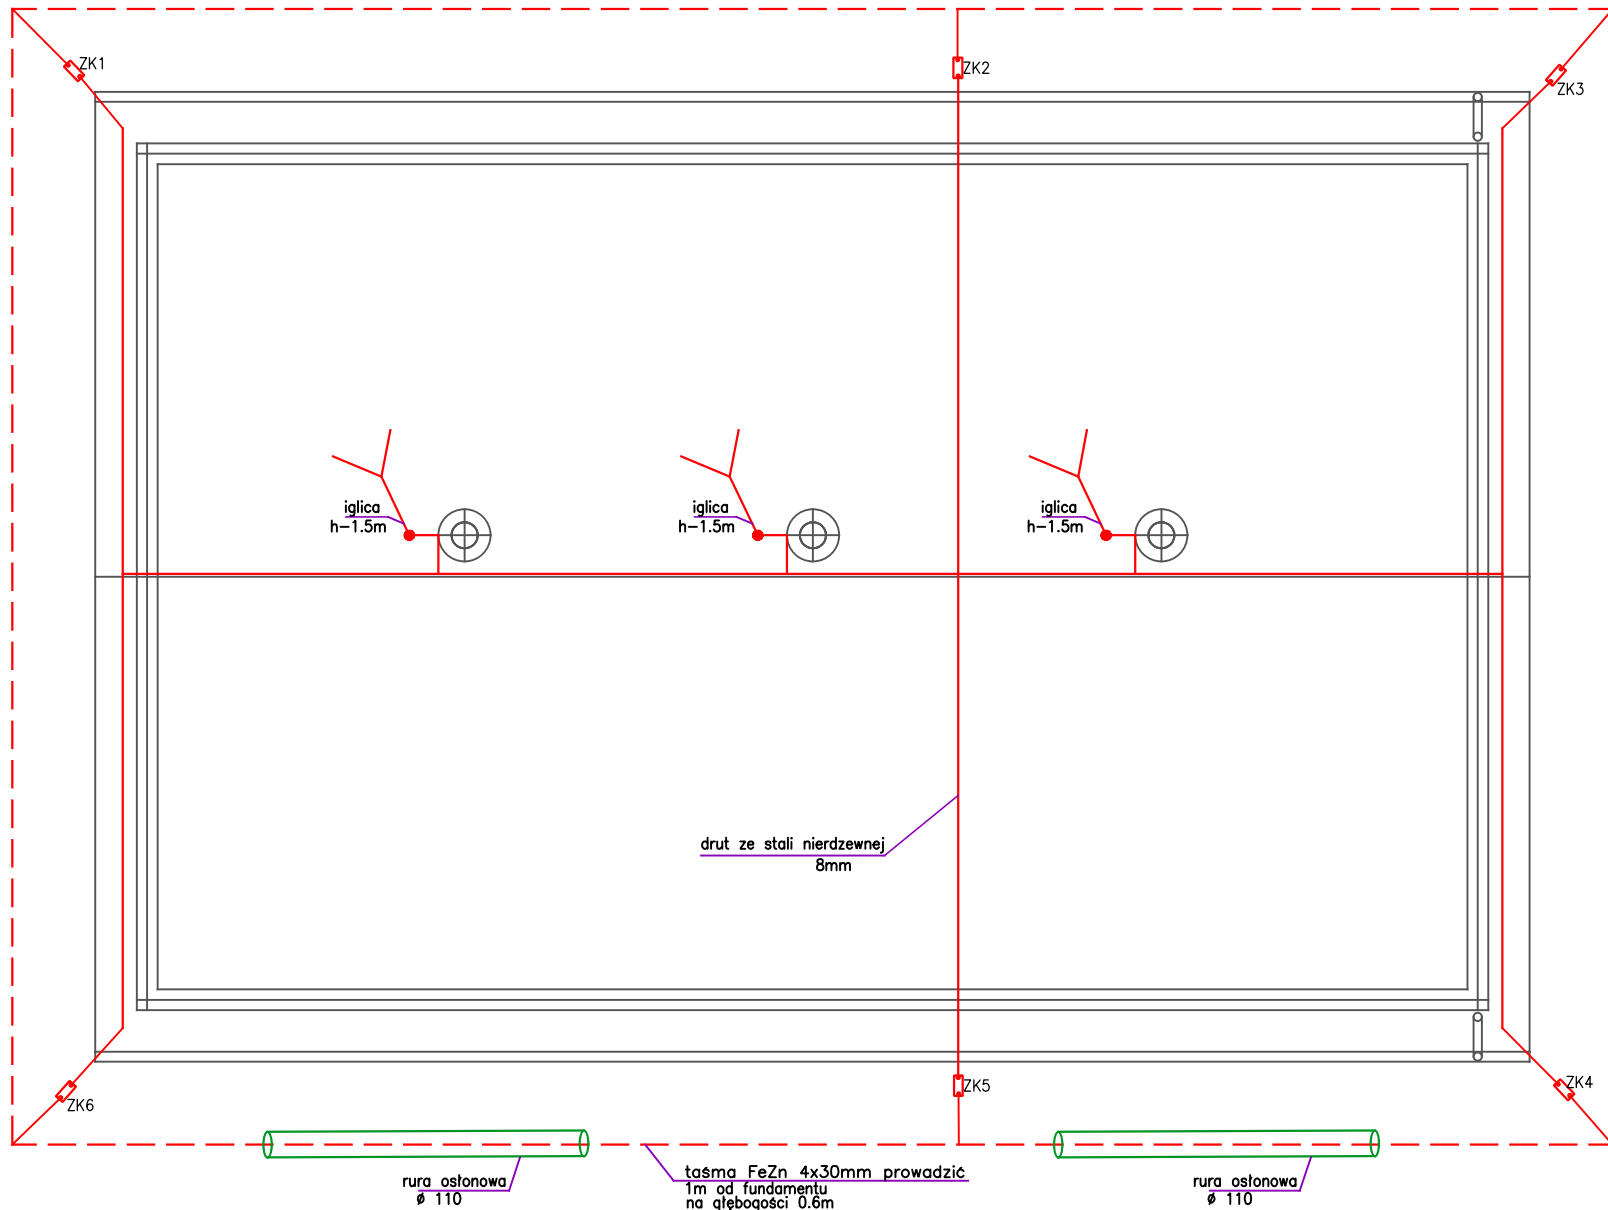 ZK1
ZK2
ZK3
iglica
h-1.5m
iglica
h-1.5m
iglica
h-1.5m
drut ze stali nierdzewnej
8mm
ZK6
ZK5
ZK4
rura osłonowa
ø 110
taśma FeZn 4x30mm prowadzić
1m od fundamentu
na głębogości 0.6m
rura osłonowa
ø 110